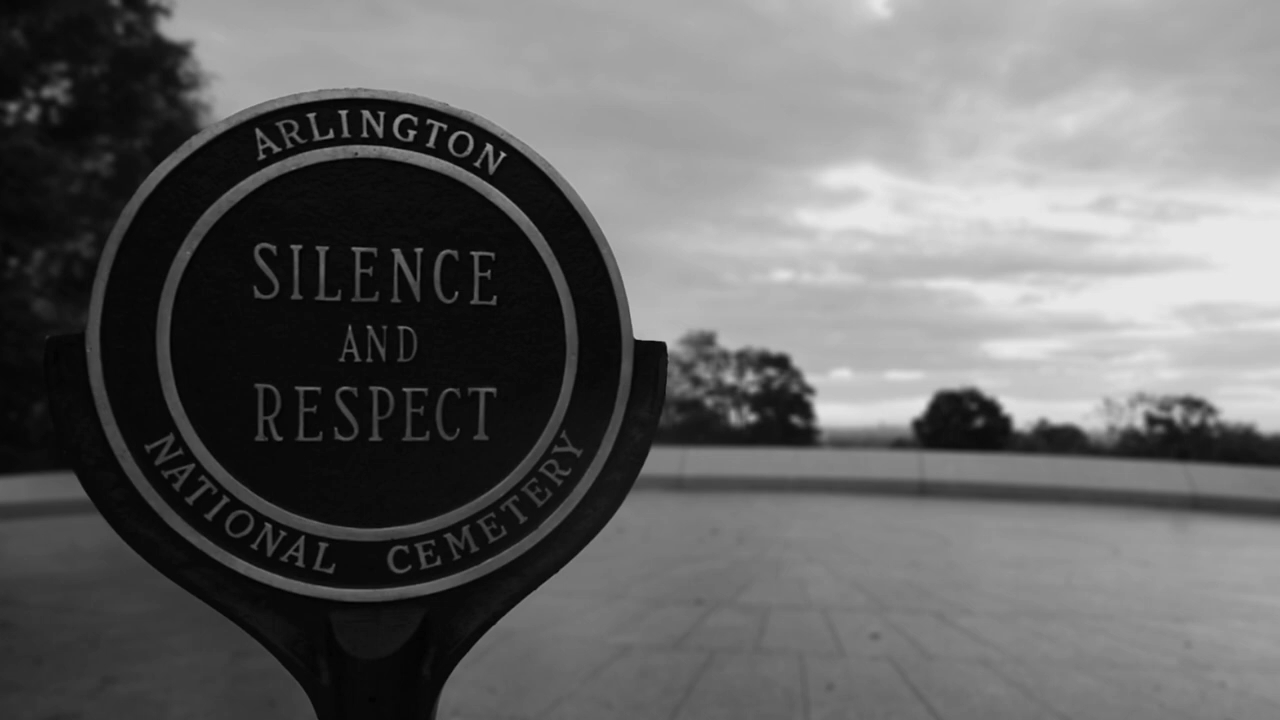 ARLINGTON
SILENCE
AND
RESPECT
NATIONAL CEMETERY